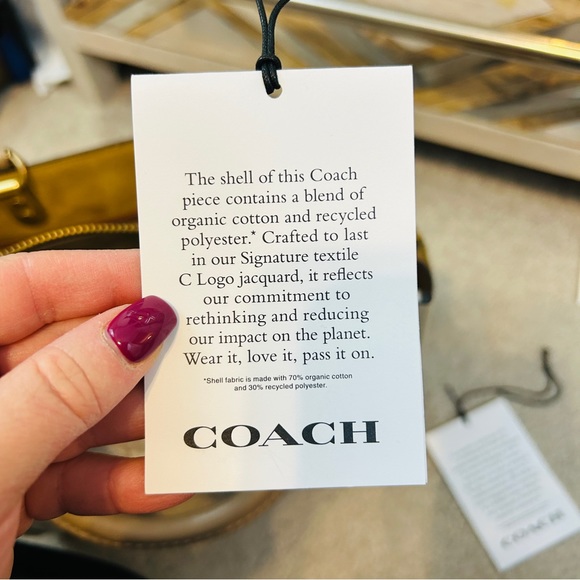 The shell of this Coach
piece contains a blend of
organic cotton and recycled
polyester.* Crafted to last
in our Signature textile
C Logo jacquard, it reflects
our commitment to
rethinking and reducing
our impact on the planet.
Wear it, love it, pass it on.
*Shell fabric is made with 70% organic cotton
and 30% recycled polyester.
COACH
COACH